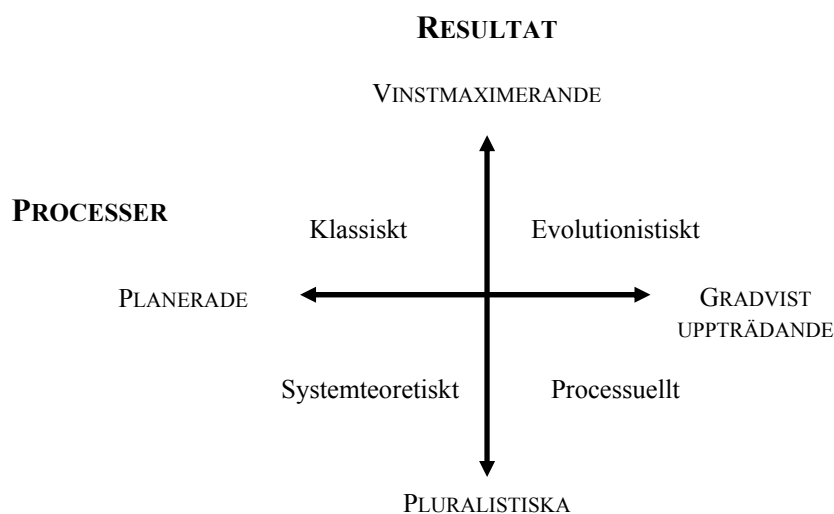 RESULTAT
VINSTMAXIMERANDE
PROCESSER
Klassiskt
Evolutionistiskt
PLANERADE
GRADVIST
UPPTRÄDANDE
Systemteoretiskt
Processuellt
PLURALISTISKA